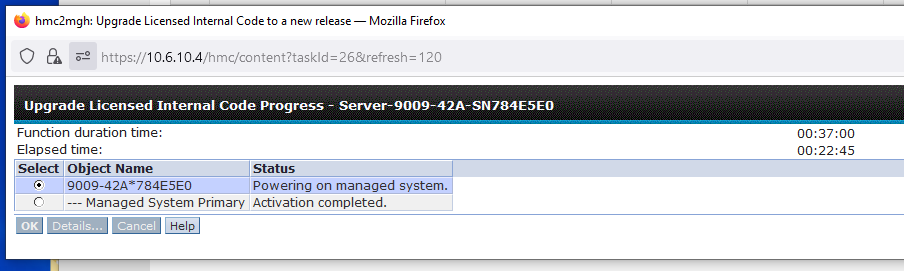 hmc2mgh: Upgrade Licensed Internal Code to a new release — Mozilla Firefox
https://10.6.10.4/hmc/content?taskId=26&refresh=120
Upgrade Licensed Internal Code Progress - Server-9009-42A-SN784E5E0
Function duration time: 00:37:00
Elapsed time: 00:22:45
Select Object Name Status
9009-42A*784E5E0 Powering on managed system.
--- Managed System Primary Activation completed.
OK Details... Cancel Help